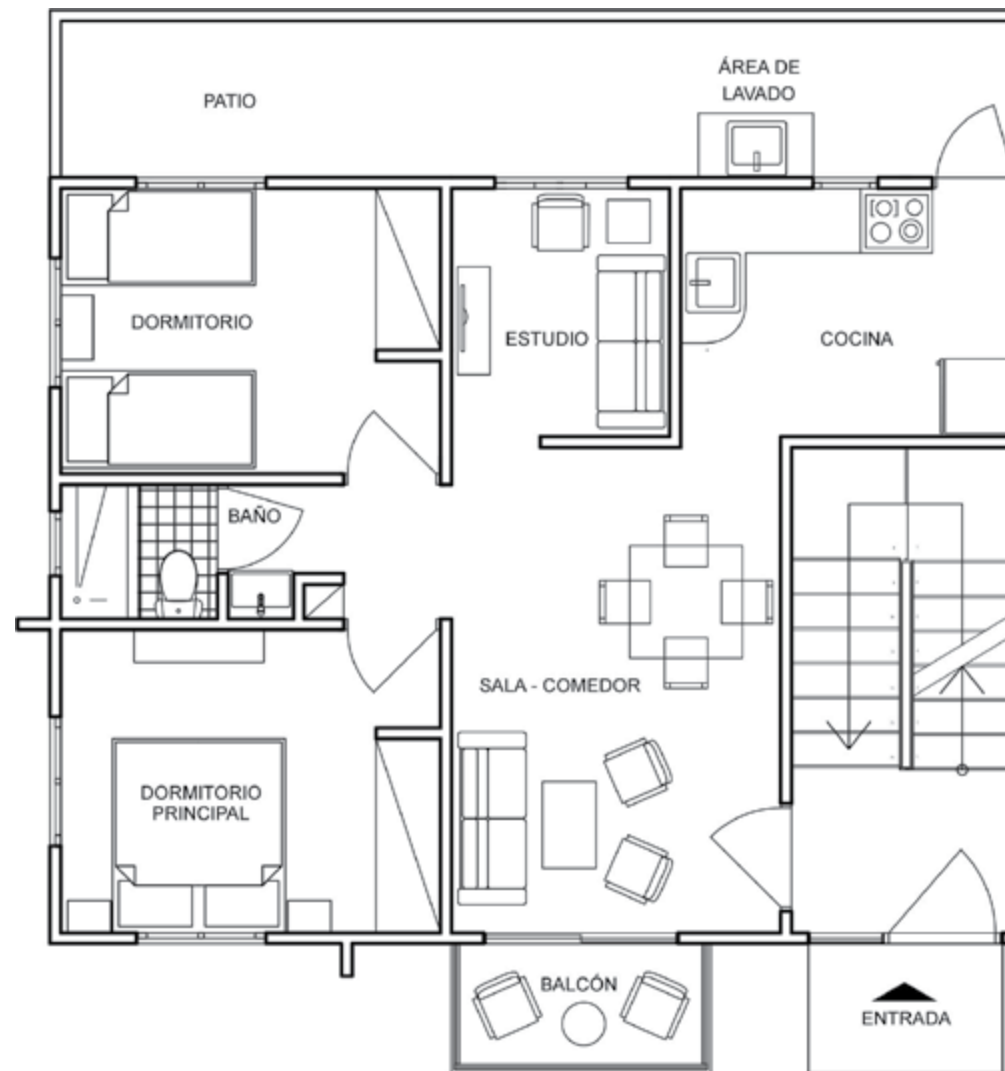 PATIO
ÁREA DE
LAVADO
DORMITORIO
ESTUDIO
COCINA
BAÑO
SALA - COMEDOR
DORMITORIO
PRINCIPAL
BALCÓN
ENTRADA